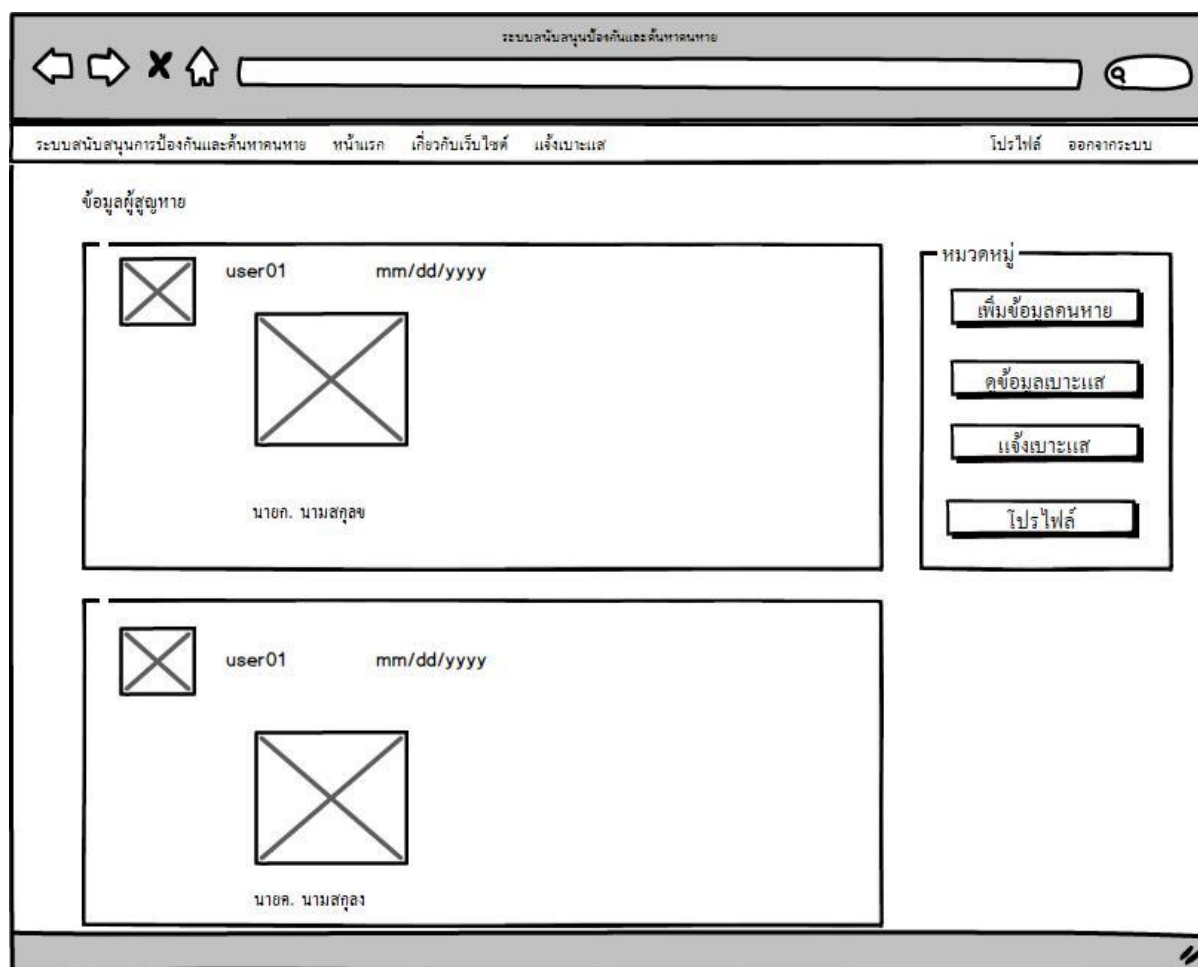 ระบบสนับสนุนป้องกันและค้นหาคนหาย
ระบบสนับสนุนการป้องกันและค้นหาคนหาย หน้าแรก เกี่ยวกับเว็บไซต์ แจ้งเบาะแส โปรไฟล์ ออกจากระบบ
ข้อมูลผู้สูญหาย
user01 mm/dd/yyyy
นายก. นามสกุลข
หมวดหมู่
เพิ่มข้อมูลคนหาย
ดูข้อมูลเบาะแส
แจ้งเบาะแส
โปรไฟล์
user01 mm/dd/yyyy
นายค. นามสกุลง